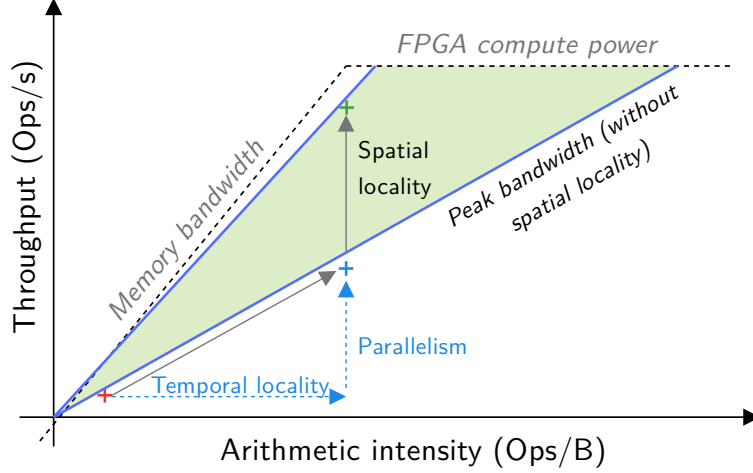 FPGA compute power
Throughput (Ops/s)
Memory bandwidth
Spatial
locality
Peak bandwidth (without
spatial locality)
Parallelism
Temporal locality
Arithmetic intensity (Ops/B)